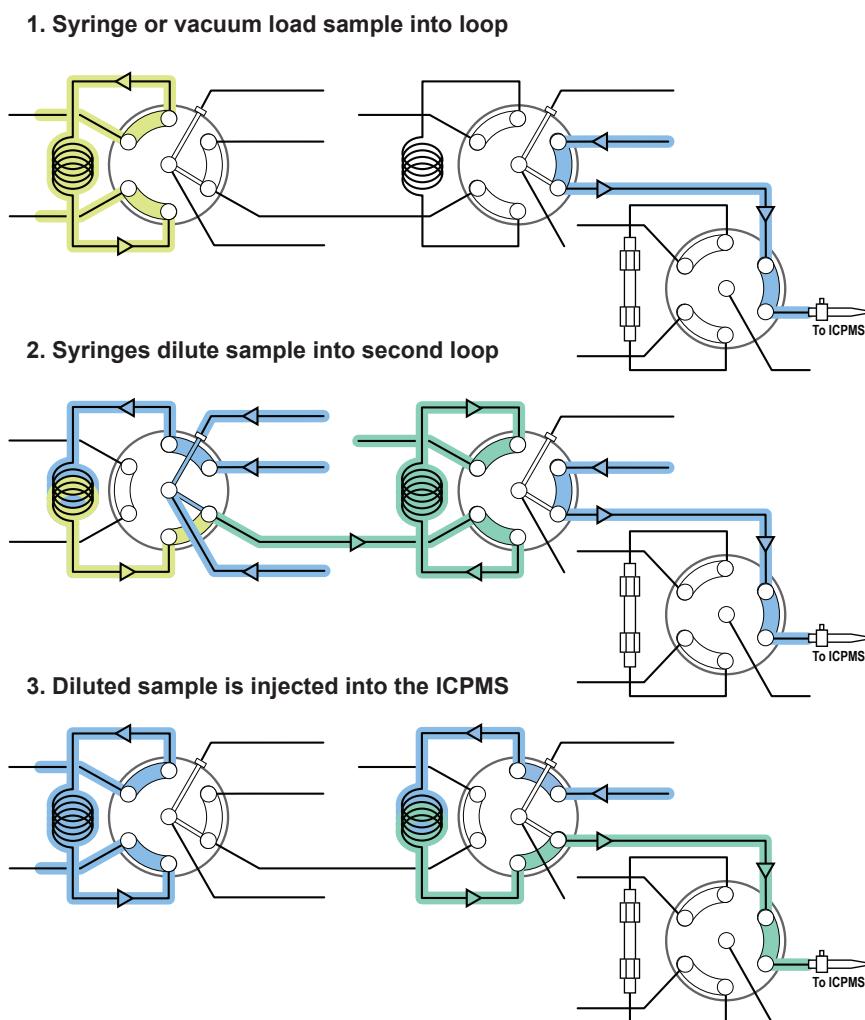 1. Syringe or vacuum load sample into loop
To ICPMS
2. Syringes dilute sample into second loop
To ICPMS
3. Diluted sample is injected into the ICPMS
To ICPMS